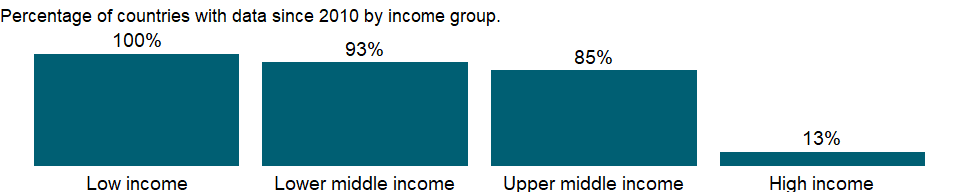 Percentage of countries with data since 2010 by income group.
100%
93%
85%
13%
Low income
Lower middle income
Upper middle income
High income